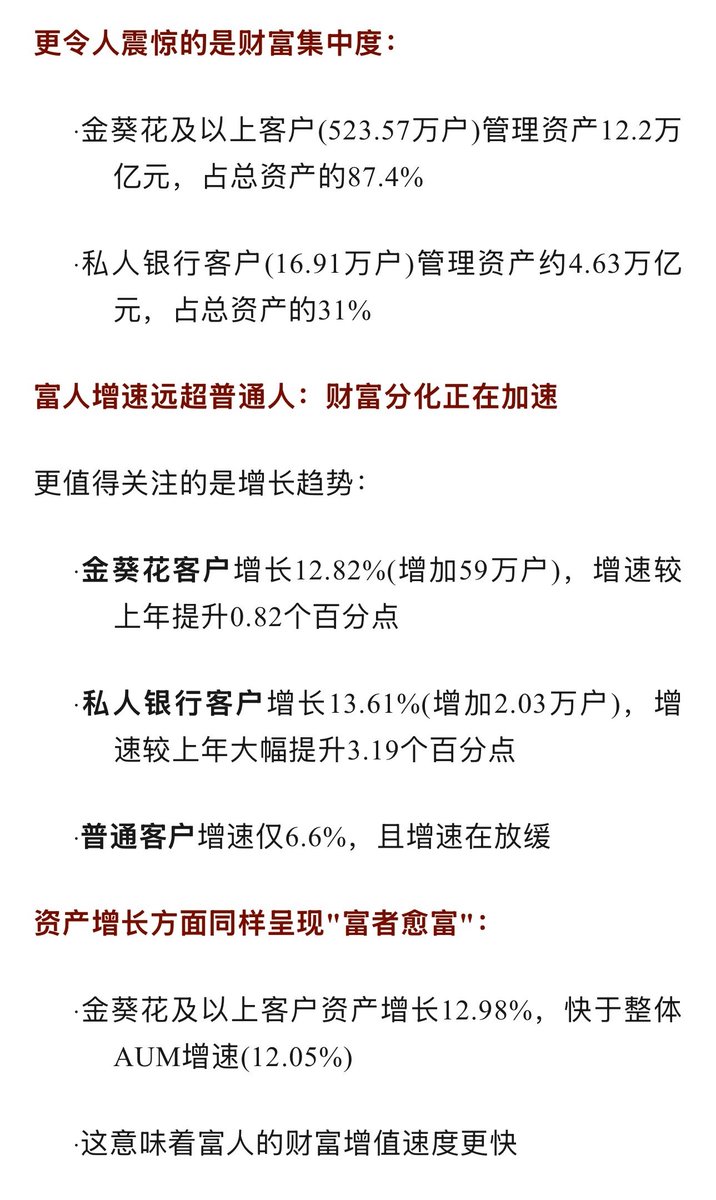 更令人震惊的是财富集中度：
·金葵花及以上客户(523.57万户)管理资产12.2万
亿元，占总资产的87.4%
·私人银行客户(16.91万户)管理资产约4.63万亿
元，占总资产的31%
富人增速远超普通人：财富分化正在加速
更值得关注的是增长趋势：
·金葵花客户增长12.82%(增加59万户)，增速较
上年提升0.82个百分点
·私人银行客户增长13.61%(增加2.03万户)，增
速较上年大幅提升3.19个百分点
·普通客户增速仅6.6%，且增速在放缓
资产增长方面同样呈现"富者愈富"：
·金葵花及以上客户资产增长12.98%，快于整体
AUM增速(12.05%)
·这意味着富人的财富增值速度更快